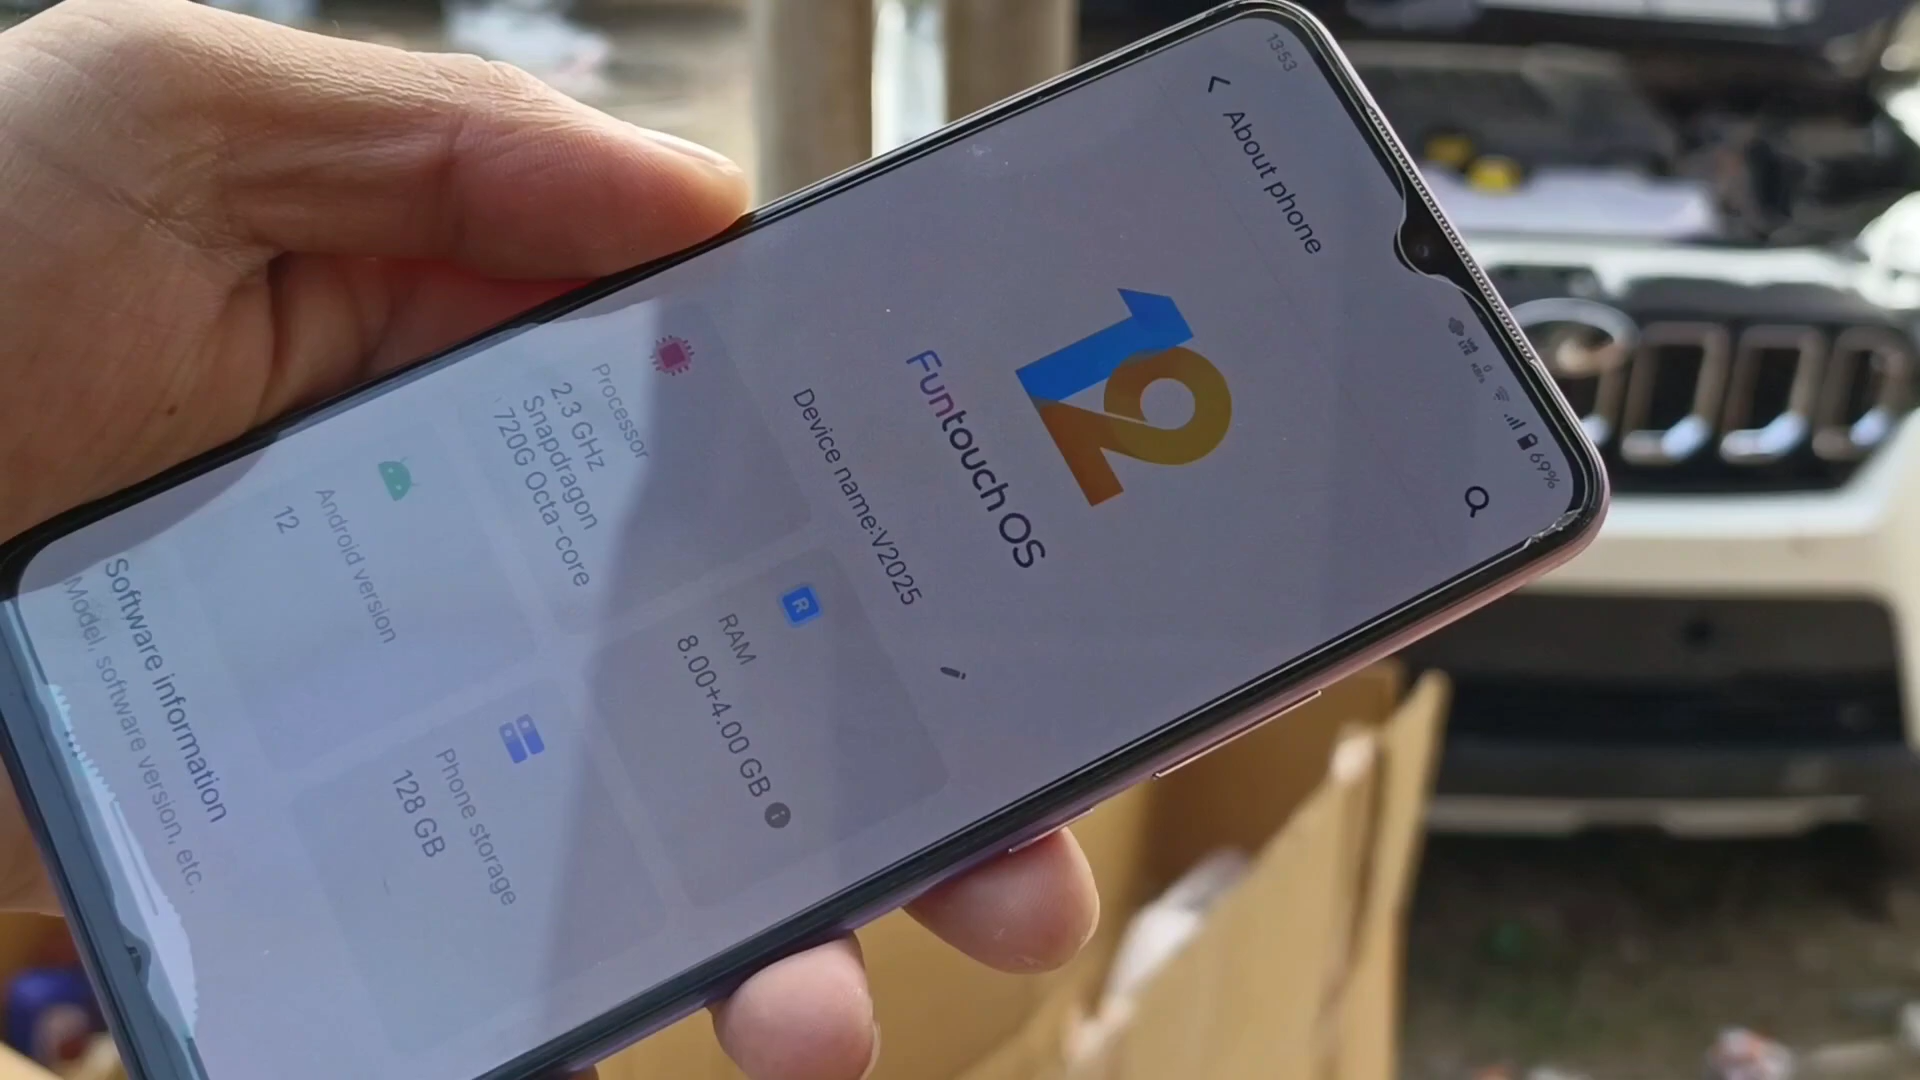 13:53
69%
About phone
12
Funtouch OS
Device name:V2025
Processor
2.3 GHz
Snapdragon
720G Octa-core
R
RAM
8.00+4.00 GB
Android version
12
Phone storage
128 GB
Software information
Model, software version, etc.